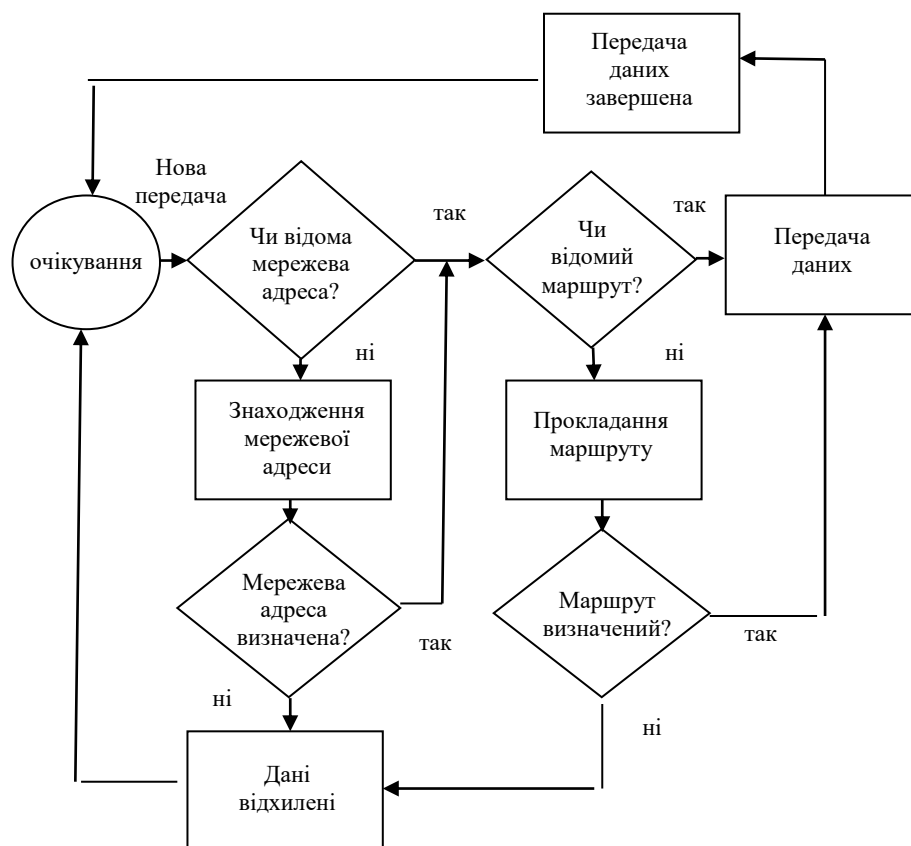 Передача
даних
завершена
Нова
передача
очікування
Чи відома
мережева
адреса?
так
Чи
відомий
маршрут?
так
Передача
даних
ні
ні
Знаходження
мережевої
адреси
Прокладання
маршруту
Мережева
адреса
визначена?
так
Маршрут
визначений?
так
ні
ні
Дані
відхилені